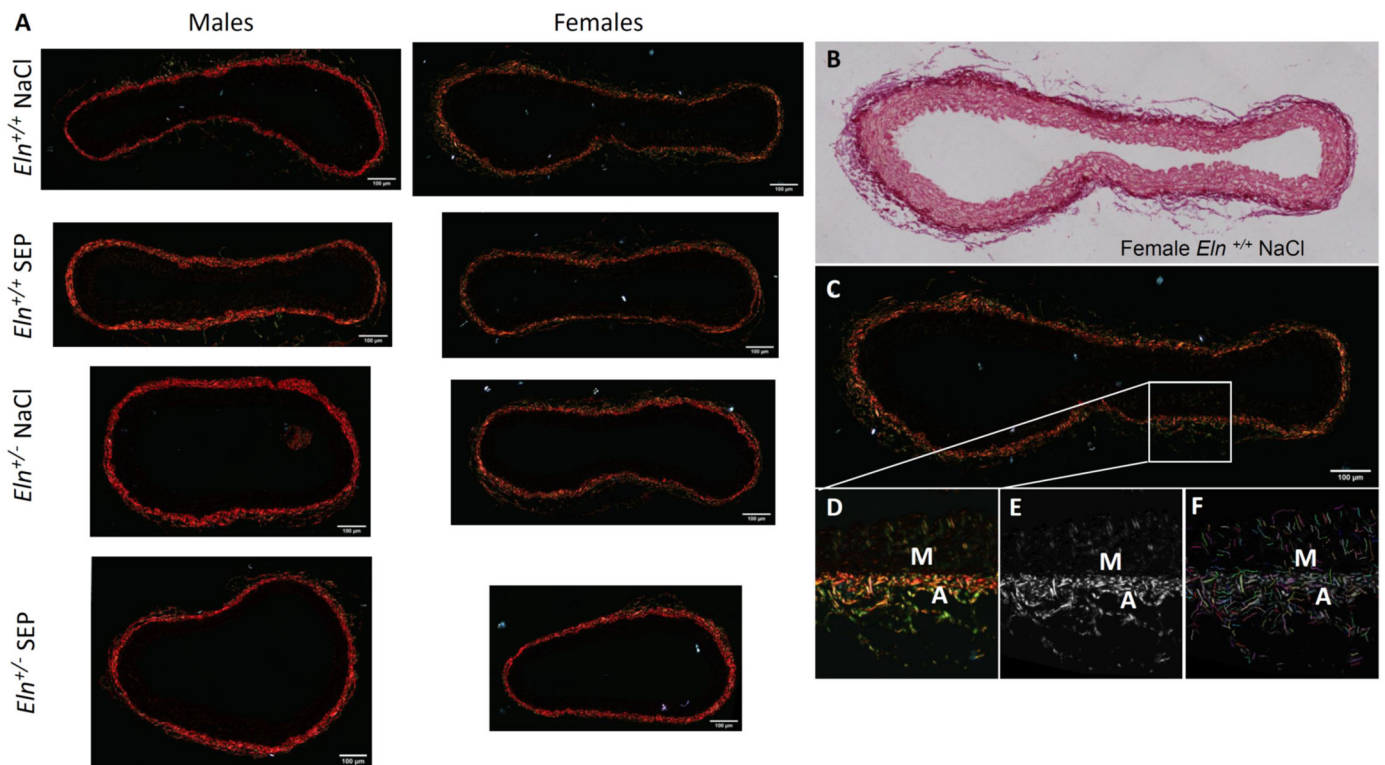 A
Males
Females
Eln+/+ NaCl
100 µm
100 µm
Eln+/+ SEP
100 µm
100 µm
Eln+/- NaCl
100 µm
100 µm
Eln+/- SEP
100 µm
100 µm
B
Female Eln +/+ NaCl
C
100 µm
D
M
A
E
M
A
F
M
A